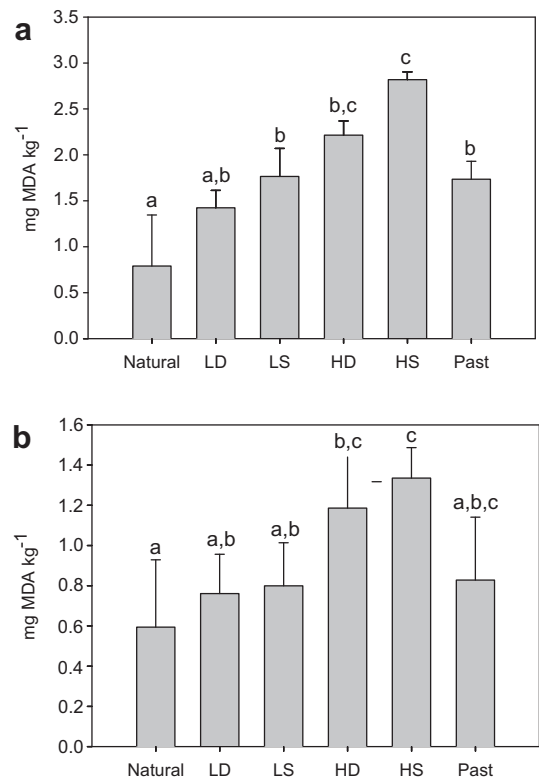 a
3.5
3.0
2.5
2.0
1.5
1.0
0.5
0.0
mg MDA kg⁻¹
a
a,b
b
b,c
c
b
Natural LD LS HD HS Past
b
1.6
1.4
1.2
1.0
0.8
0.6
0.4
0.2
0.0
mg MDA kg⁻¹
a
a,b
a,b
b,c
c
a,b,c
Natural LD LS HD HS Past